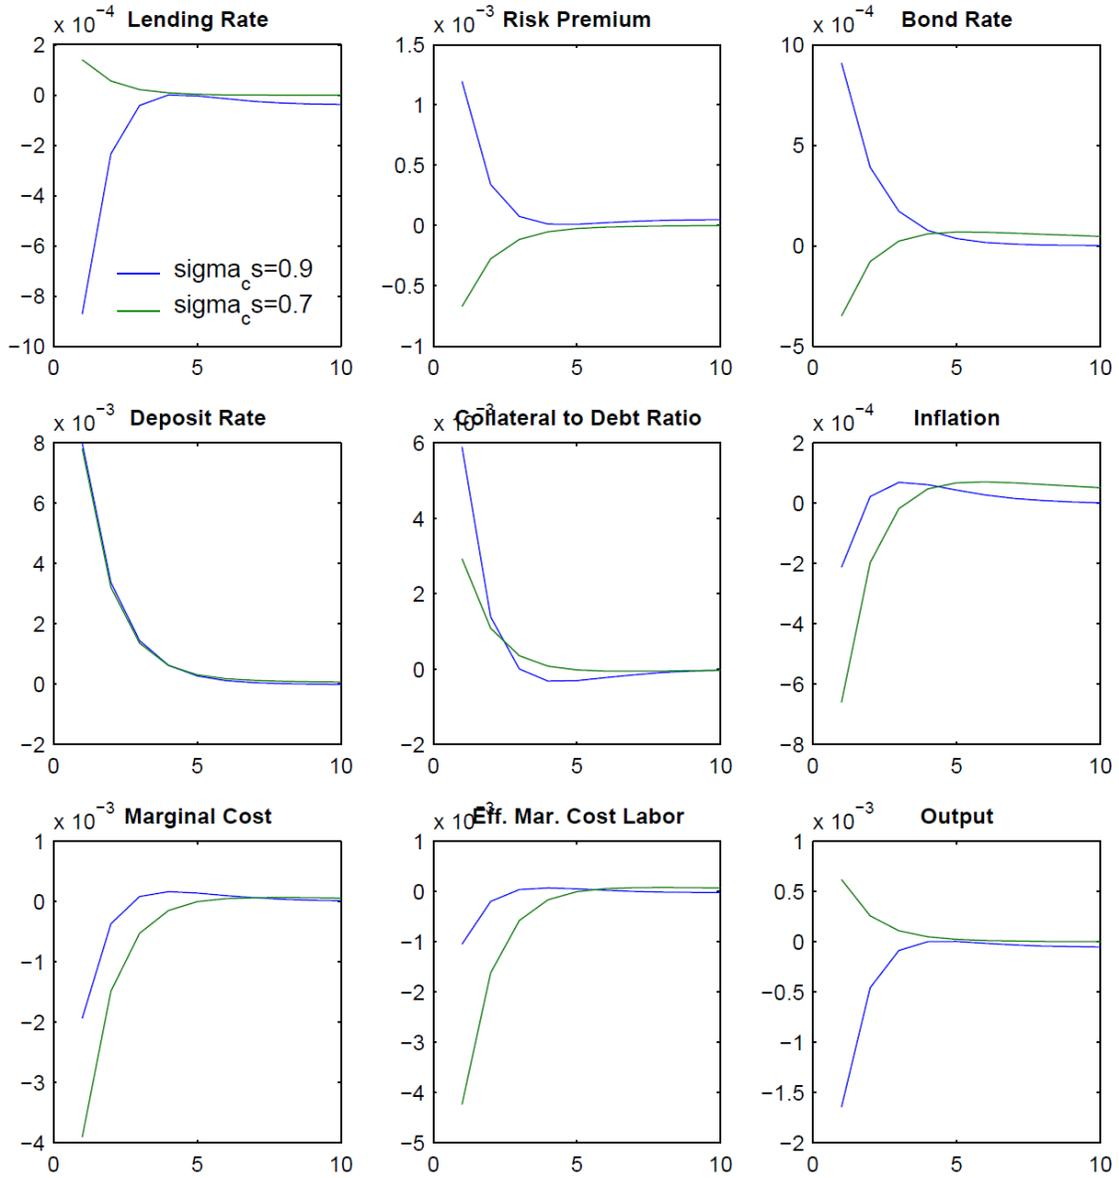 x 10−4 Lending Rate
2
0
−2
−4
−6
−8
−10
0 5 10
sigmacs=0.9
sigmacs=0.7
x 10−3 Risk Premium
1.5
1
0.5
0
−0.5
−1
0 5 10
x 10−4 Bond Rate
10
5
0
−5
0 5 10
x 10−3 Deposit Rate
8
6
4
2
0
−2
0 5 10
x 10−3 Collateral to Debt Ratio
6
4
2
0
−2
0 5 10
x 10−4 Inflation
2
0
−2
−4
−6
−8
0 5 10
x 10−3 Marginal Cost
1
0
−1
−2
−3
−4
0 5 10
x 10−3 Eff. Mar. Cost Labor
1
0
−1
−2
−3
−4
−5
0 5 10
x 10−3 Output
1
0.5
0
−0.5
−1
−1.5
−2
0 5 10